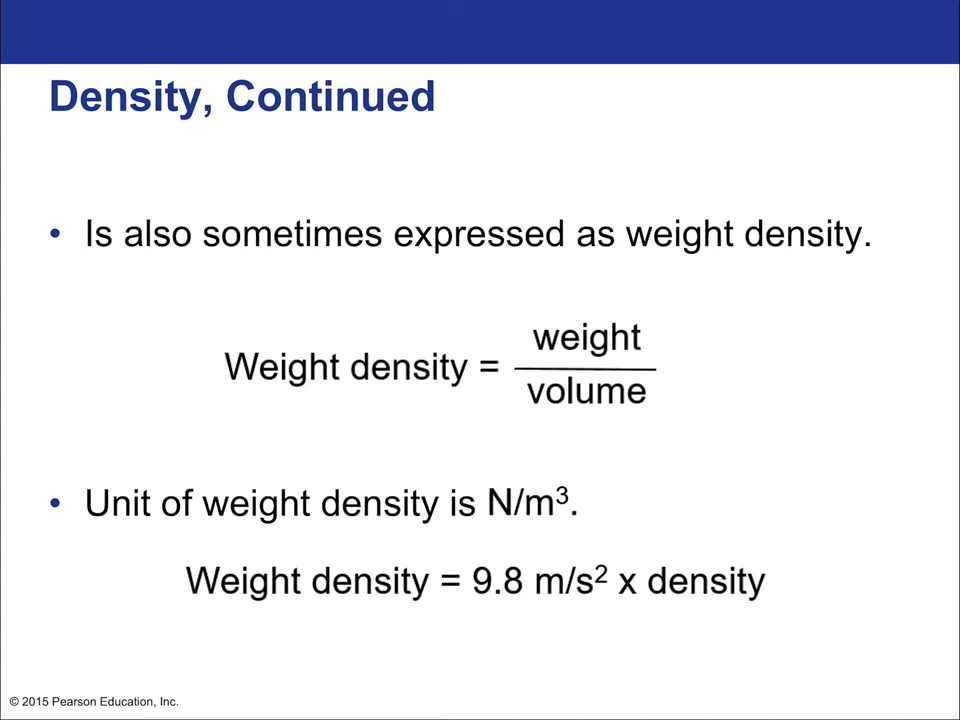 Density, Continued
• Is also sometimes expressed as weight density.
Weight density = weight / volume
• Unit of weight density is N/m³.
Weight density = 9.8 m/s² x density
© 2015 Pearson Education, Inc.